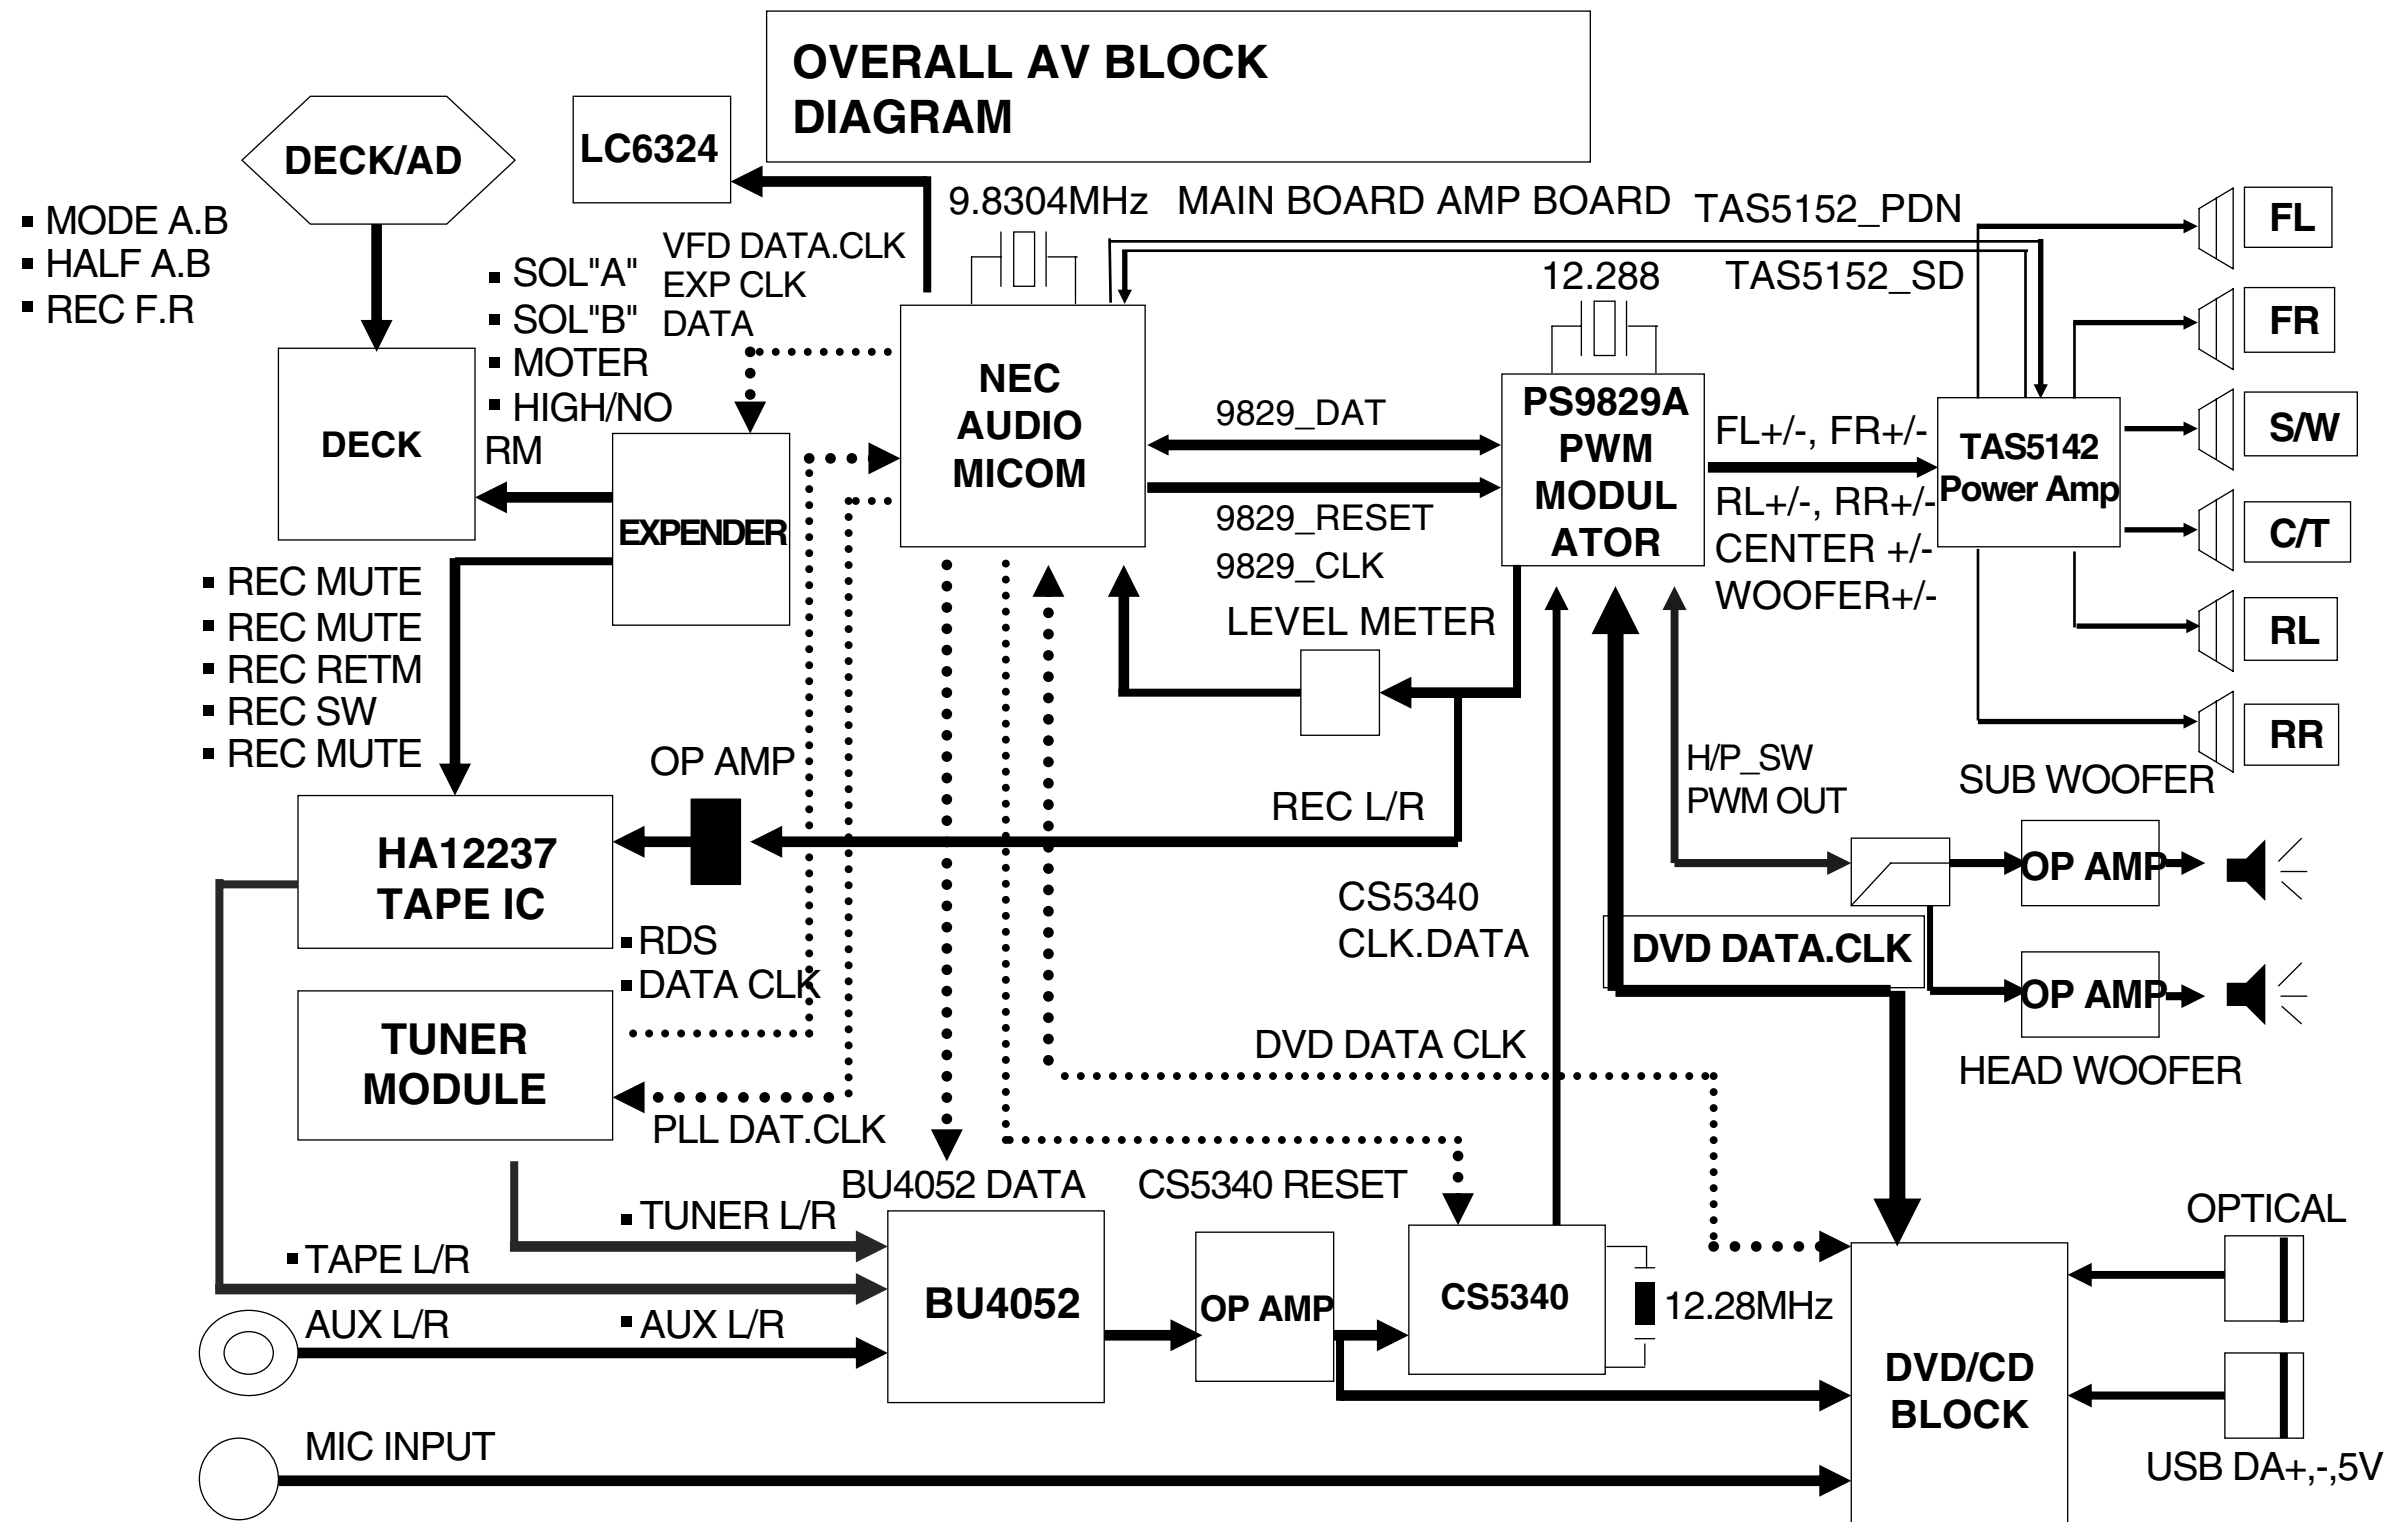 OVERALL AV BLOCK
DIAGRAM
DECK/AD
LC6324
▪ MODE A.B
▪ HALF A.B
▪ REC F.R
▪ SOL"A"
▪ SOL"B"
▪ MOTER
▪ HIGH/NO
RM
VFD DATA.CLK
EXP CLK
DATA
9.8304MHz
MAIN BOARD AMP BOARD
TAS5152_PDN
TAS5152_SD
12.288
DECK
EXPENDER
NEC
AUDIO
MICOM
9829_DAT
9829_RESET
9829_CLK
PS9829A
PWM
MODUL
ATOR
FL+/-, FR+/-
RL+/-, RR+/-
CENTER +/-
WOOFER+/-
TAS5142
Power Amp
FL
FR
S/W
C/T
RL
RR
LEVEL METER
▪ REC MUTE
▪ REC MUTE
▪ REC RETM
▪ REC SW
▪ REC MUTE
OP AMP
REC L/R
H/P_SW
PWM OUT
SUB WOOFER
OP AMP
OP AMP
HEAD WOOFER
HA12237
TAPE IC
CS5340
CLK.DATA
DVD DATA.CLK
▪ RDS
▪ DATA CLK
TUNER
MODULE
DVD DATA CLK
PLL DAT.CLK
BU4052 DATA
CS5340 RESET
▪ TUNER L/R
▪ TAPE L/R
AUX L/R
▪ AUX L/R
BU4052
OP AMP
CS5340
12.28MHz
OPTICAL
DVD/CD
BLOCK
MIC INPUT
USB DA+,-,5V